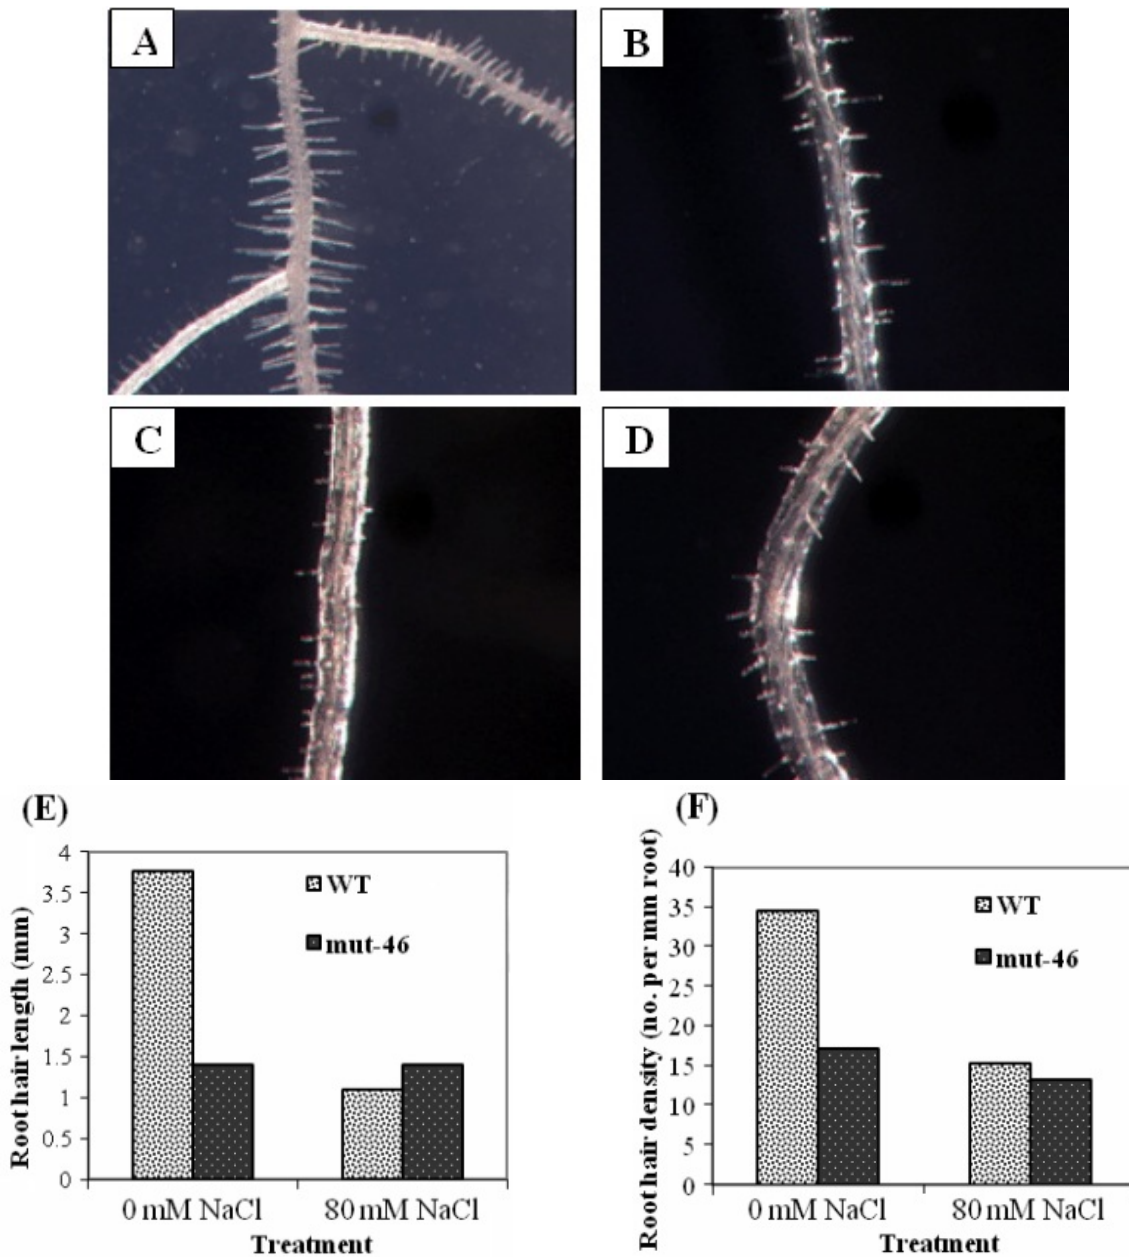 A
B
C
D
(E)
Root hair length (mm)
4
3.5
3
2.5
2
1.5
1
0.5
0
WT
mut-46
0 mM NaCl
80 mM NaCl
Treatment
(F)
Root hair density (no. per mm root)
40
35
30
25
20
15
10
5
0
WT
mut-46
0 mM NaCl
80 mM NaCl
Treatment